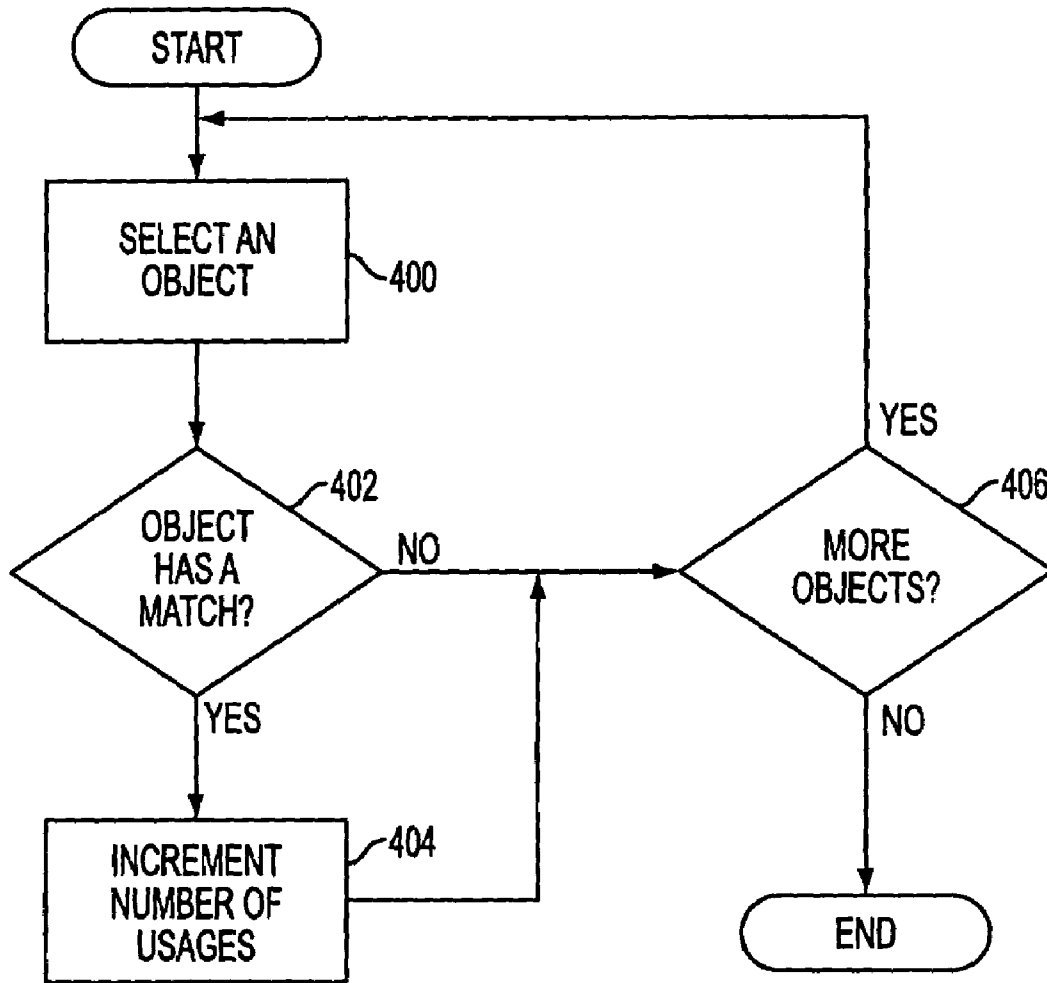 START
SELECT AN
OBJECT
400
402
OBJECT
HAS A
MATCH?
NO
YES
INCREMENT
NUMBER OF
USAGES
404
YES
406
MORE
OBJECTS?
NO
END